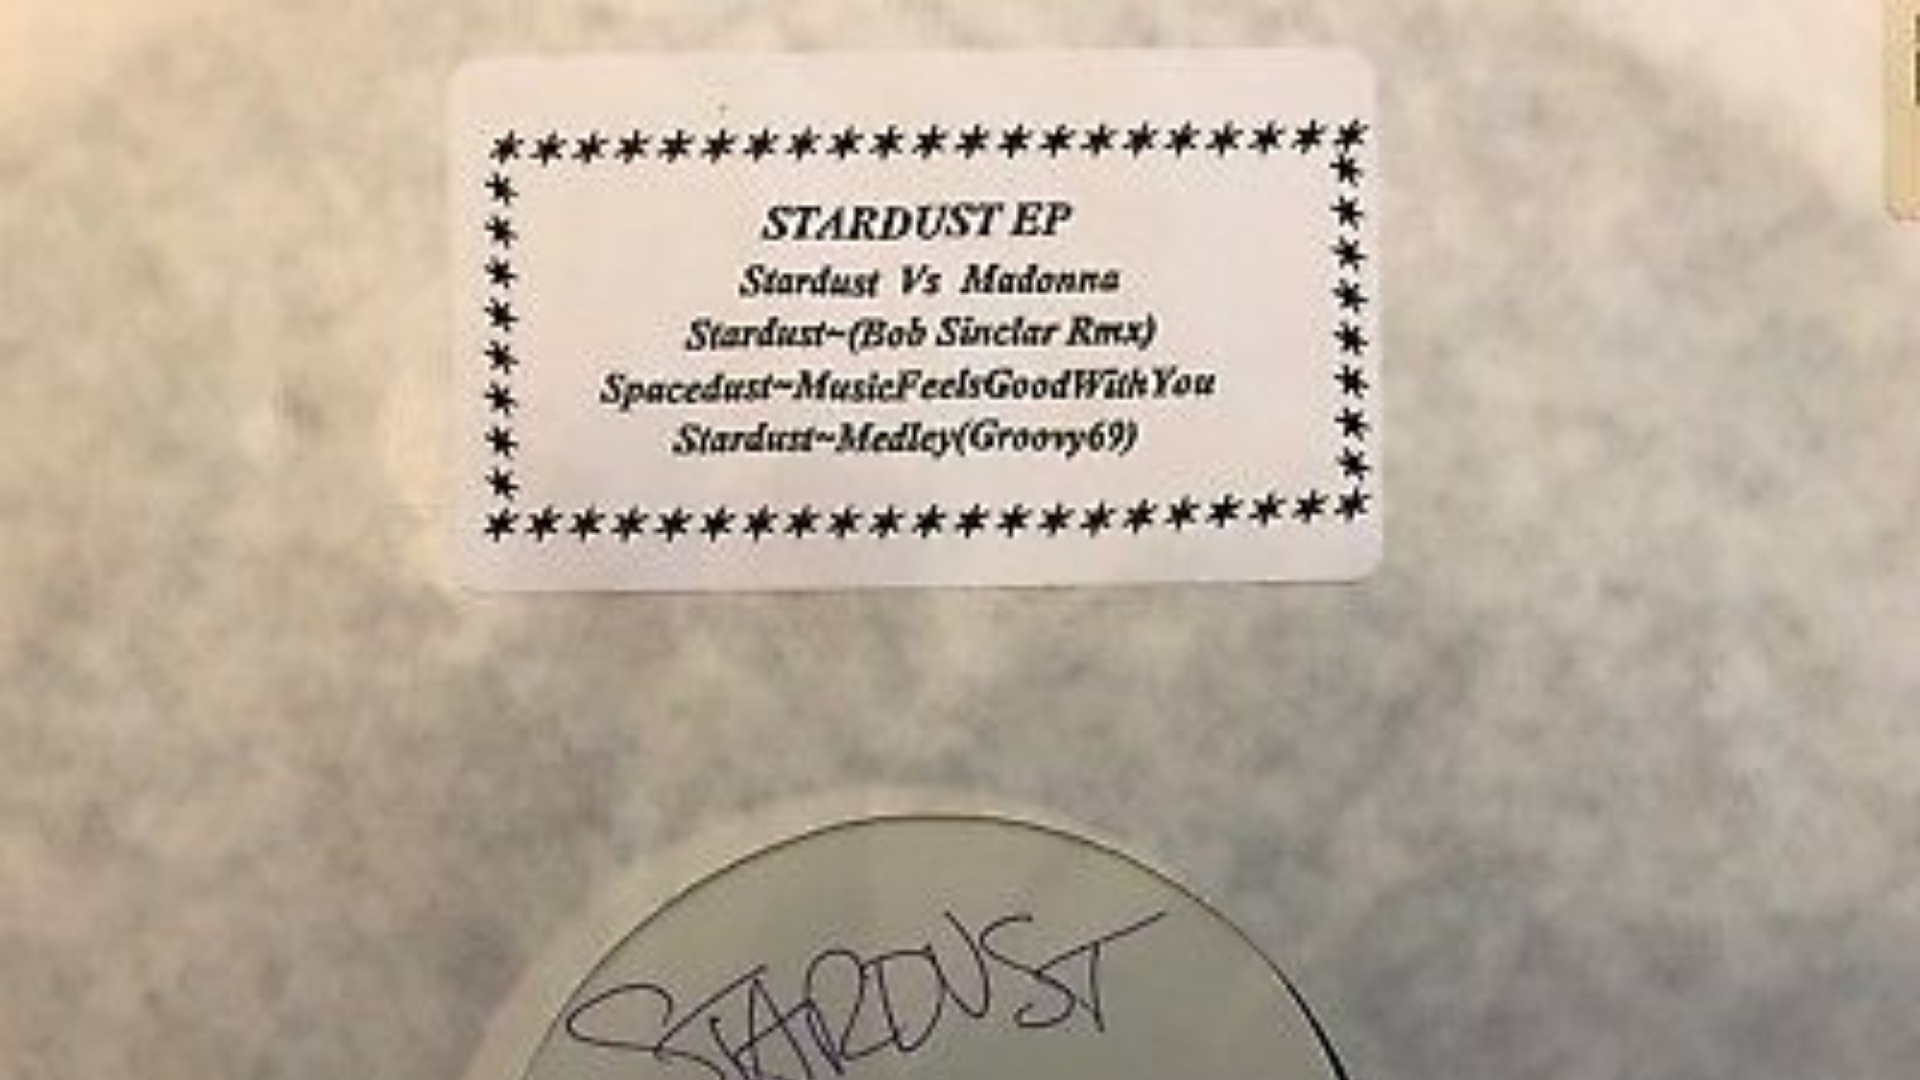 STARDUST EP
Stardust Vs Madonna
Stardust~(Bob Sinclar Rmx)
Spacedust~MusicFeelsGoodWithYou
Stardust~Medley(Groovy69)
STARDUST